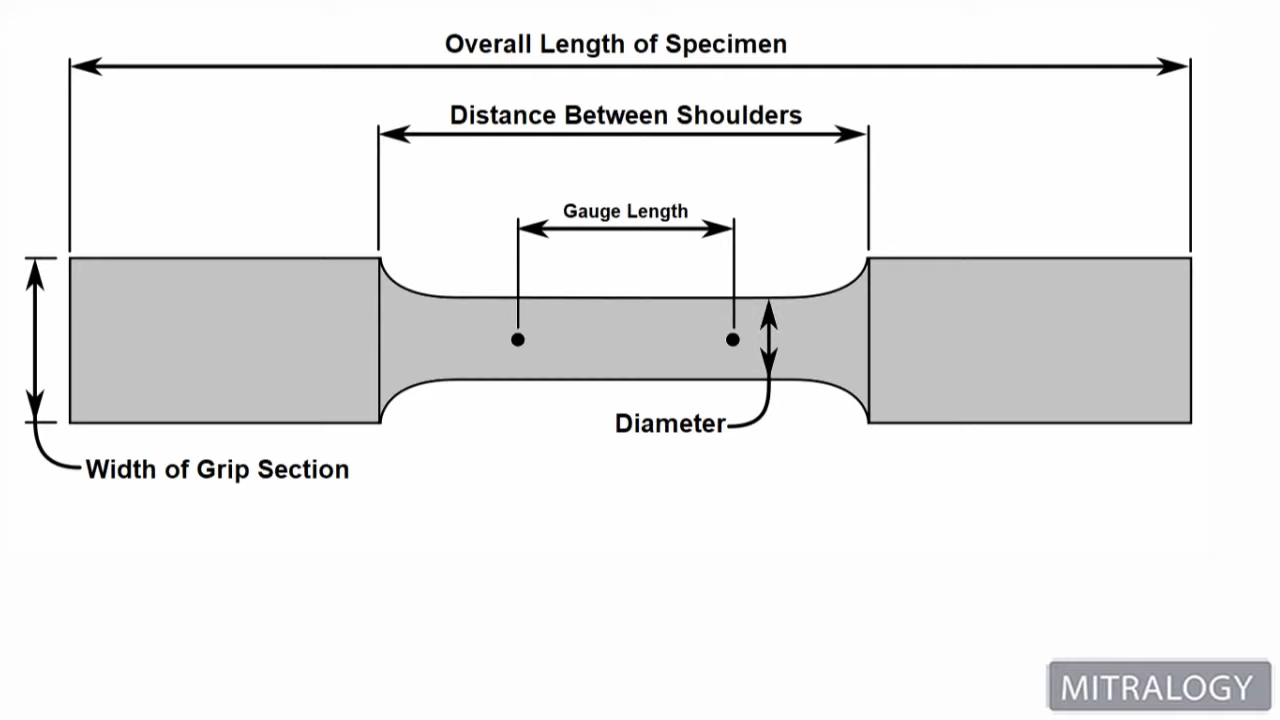 Overall Length of Specimen
Distance Between Shoulders
Gauge Length
Diameter
Width of Grip Section
MITRALOGY